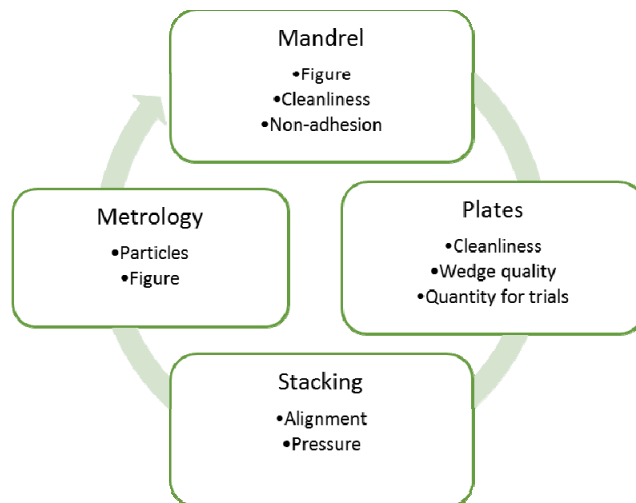 Mandrel
•Figure
•Cleanliness
•Non-adhesion
Plates
•Cleanliness
•Wedge quality
•Quantity for trials
Stacking
•Alignment
•Pressure
Metrology
•Particles
•Figure